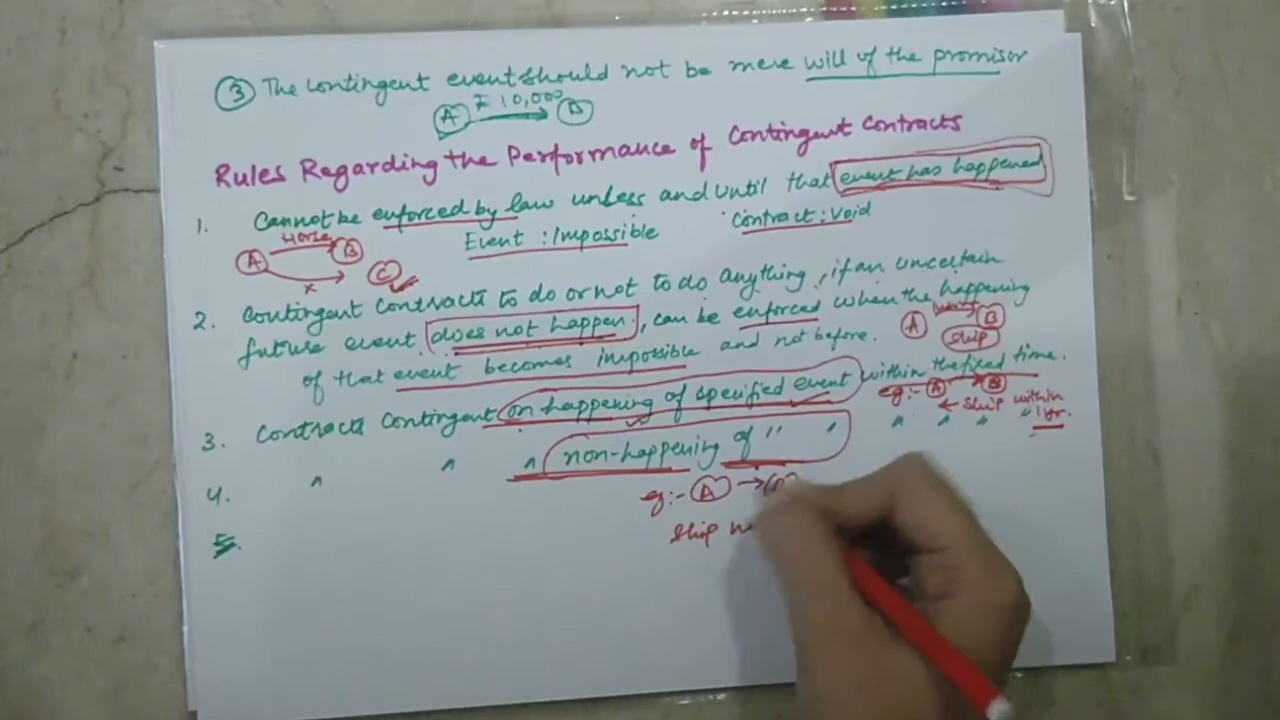 ③ The contingent event should not be mere will of the promisor
A ₹10,000 B
Rules Regarding the Performance of Contingent Contracts
1. Cannot be enforced by law unless and until that event has happened
Event : Impossible Contract : Void
A Horse B
x C
2. Contingent contracts to do or not to do anything, if an uncertain
future event does not happen, can be enforced when the happening
of that event becomes impossible and not before.
A B
ship
3. Contracts contingent on happening of specified event within the fixed time.
eg:- A B
ship within
1 yr.
4. " " " non-happening of " " " " " "
eg:- A →
ship
5.